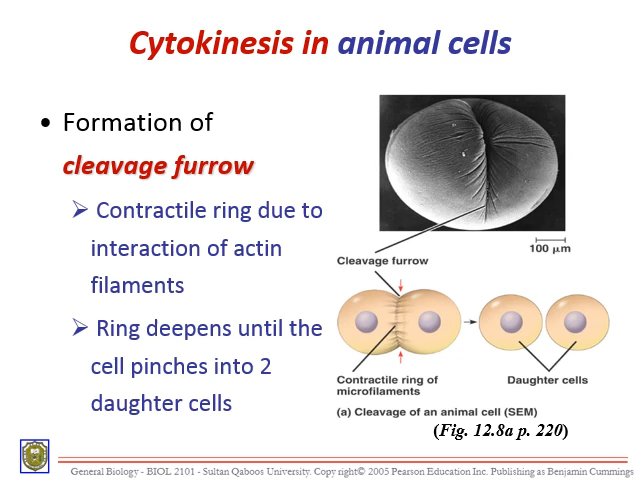 Cytokinesis in animal cells
• Formation of
cleavage furrow
➢ Contractile ring due to
interaction of actin
filaments
➢ Ring deepens until the
cell pinches into 2
daughter cells
100 μm
Cleavage furrow
Contractile ring of
microfilaments
Daughter cells
(a) Cleavage of an animal cell (SEM)
(Fig. 12.8a p. 220)
General Biology - BIOL 2101 - Sultan Qaboos University. Copyright© 2005 Pearson Education Inc. Publishing as Benjamin Cummings